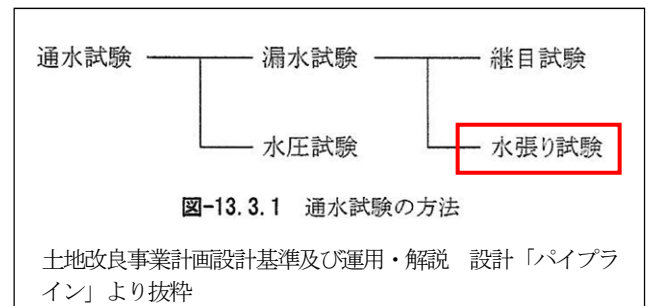 通水試験 漏水試験 継目試験
水圧試験 水張り試験
図-13.3.1 通水試験の方法
土地改良事業計画設計基準及び運用・解説 設計「パイプラ
イン」より抜粋